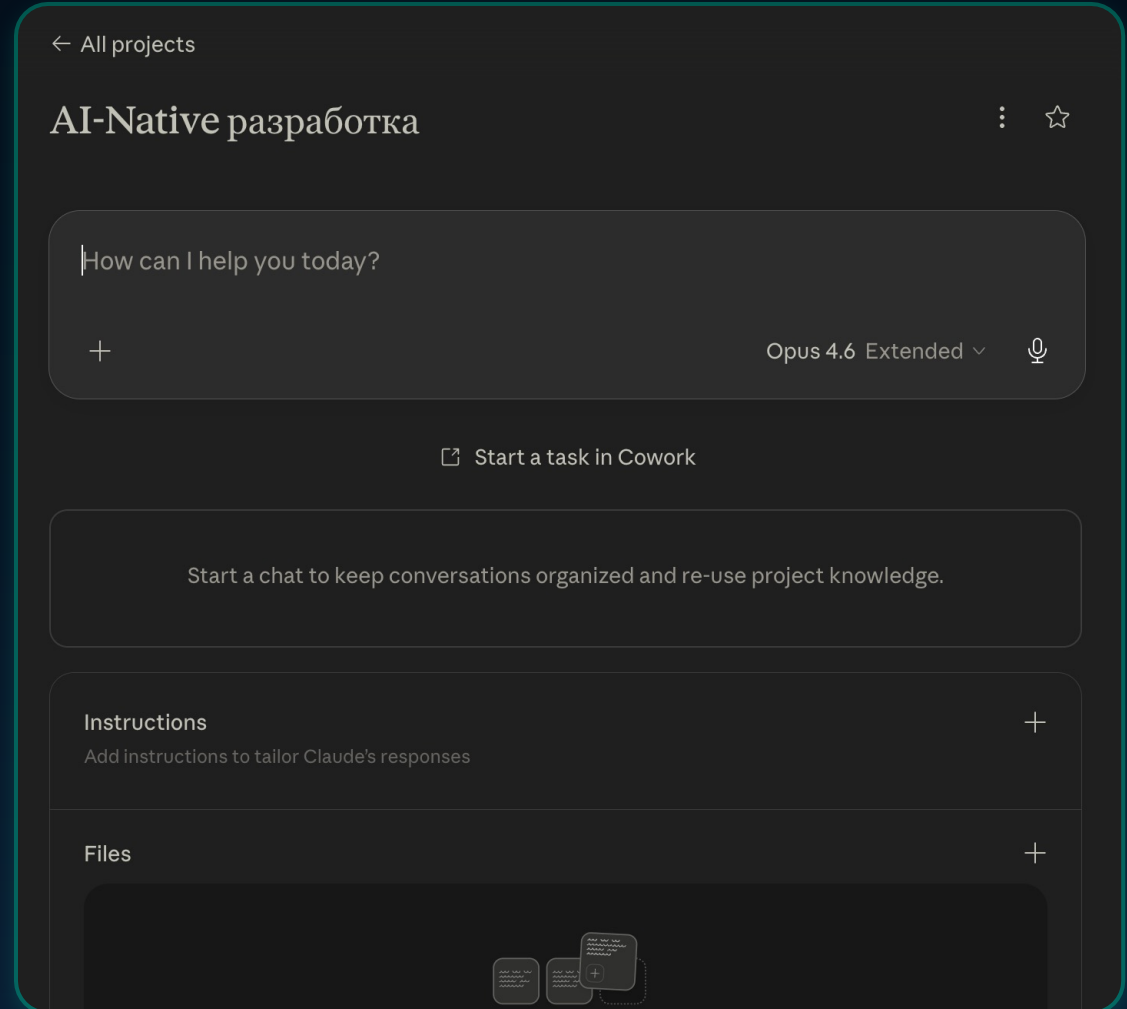 All projects
AI-Native разработка
How can I help you today?
Opus 4.6 Extended
Start a task in Cowork
Start a chat to keep conversations organized and re-use project knowledge.
Instructions
Add instructions to tailor Claude's responses
Files